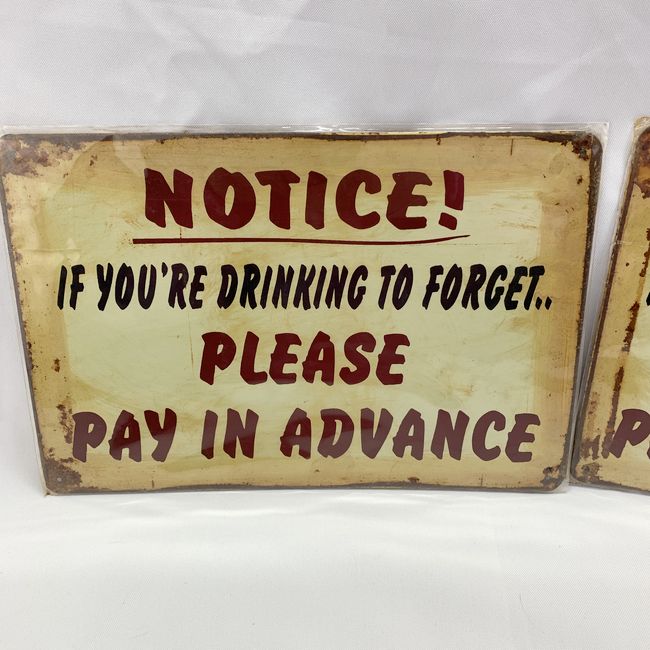 NOTICE!
IF YOU'RE DRINKING TO FORGET..
PLEASE
PAY IN ADVANCE
P